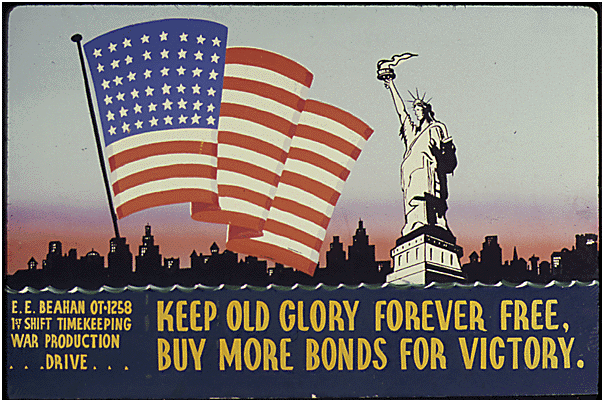 E. E. BEAHAN OT-1258
1ST SHIFT TIMEKEEPING
WAR PRODUCTION
. . .DRIVE. . .
KEEP OLD GLORY FOREVER FREE,
BUY MORE BONDS FOR VICTORY.